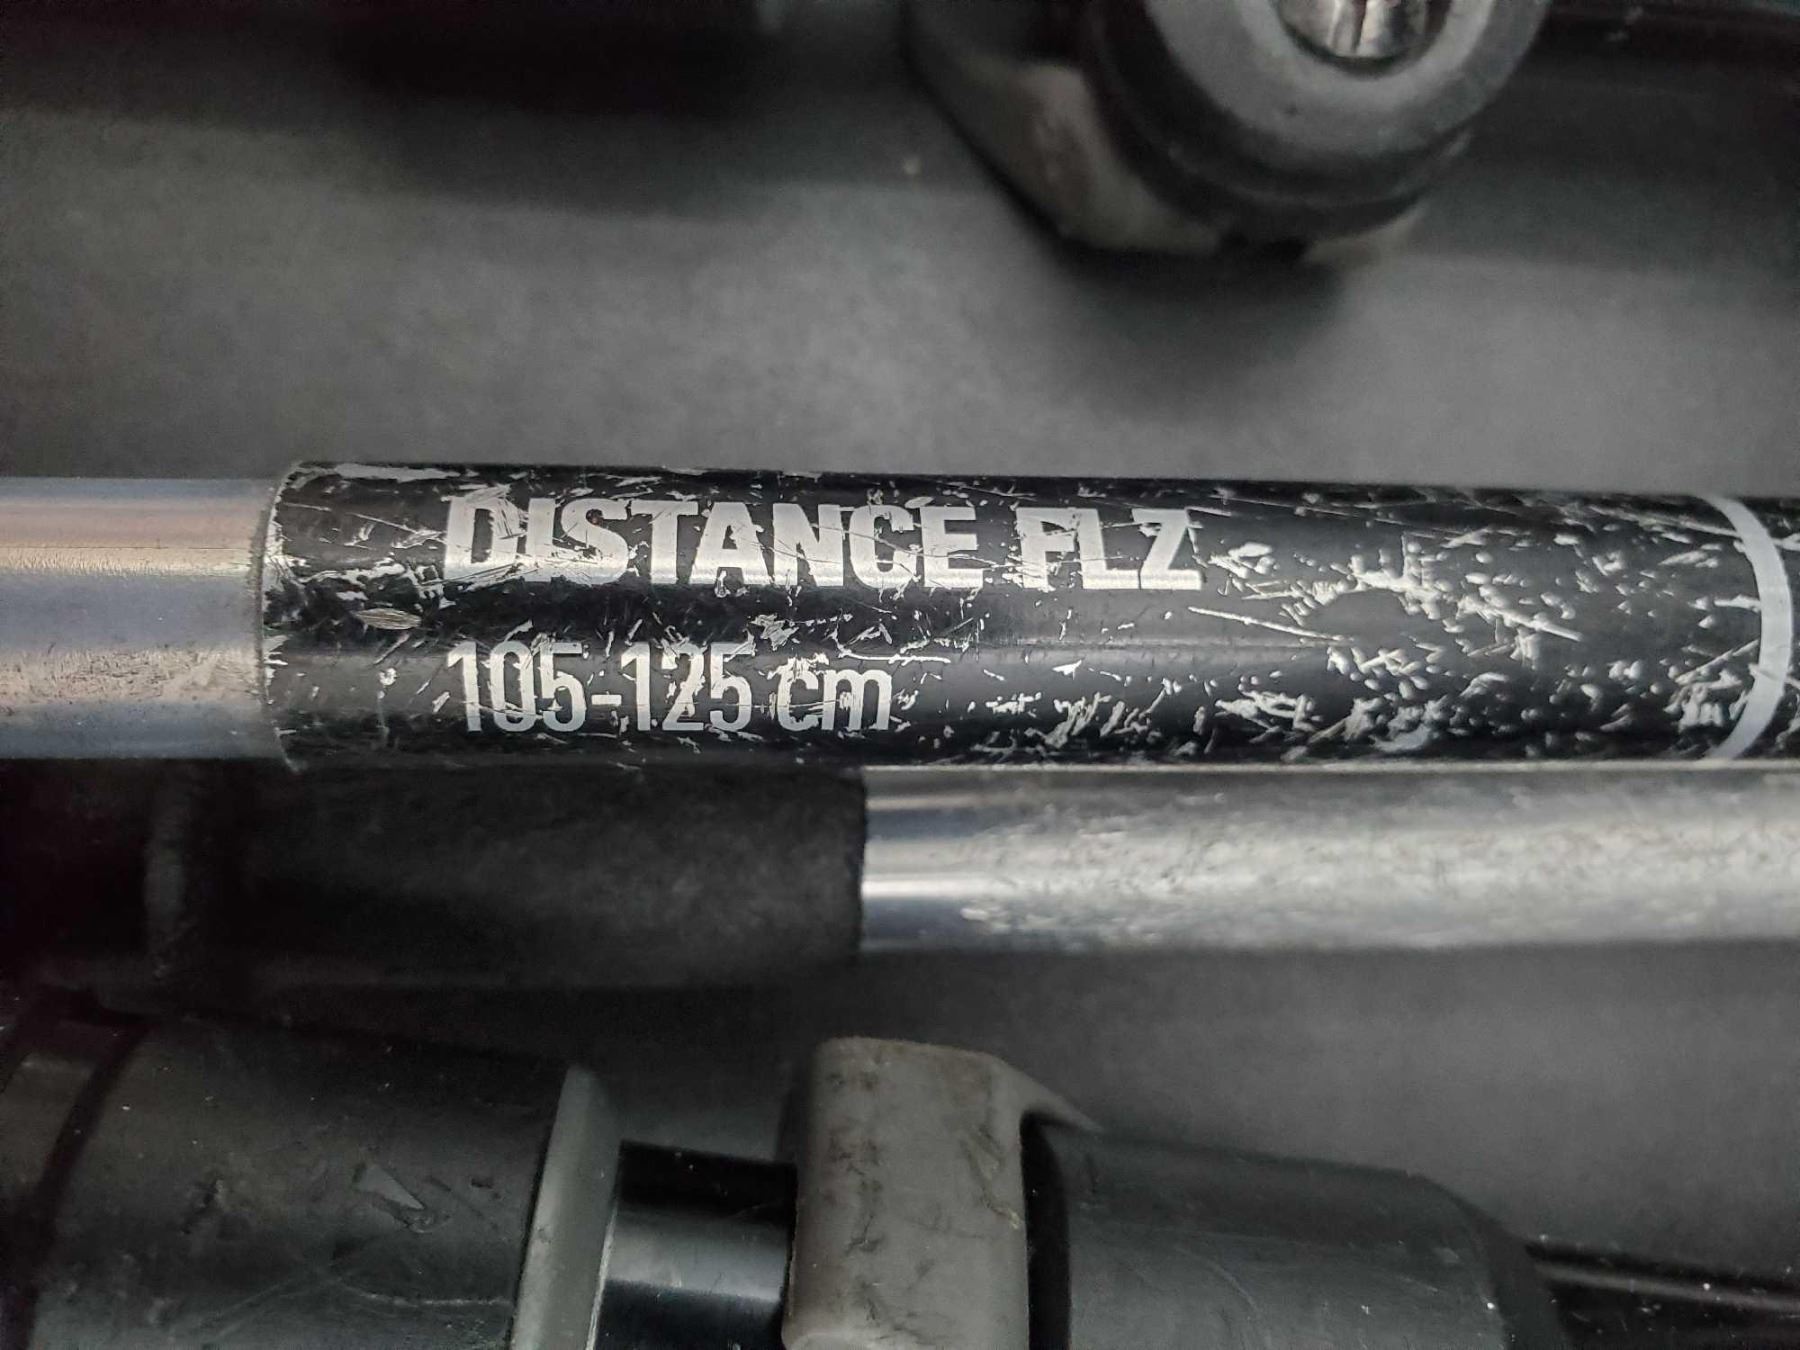 DISTANCE FLZ
105-125 cm